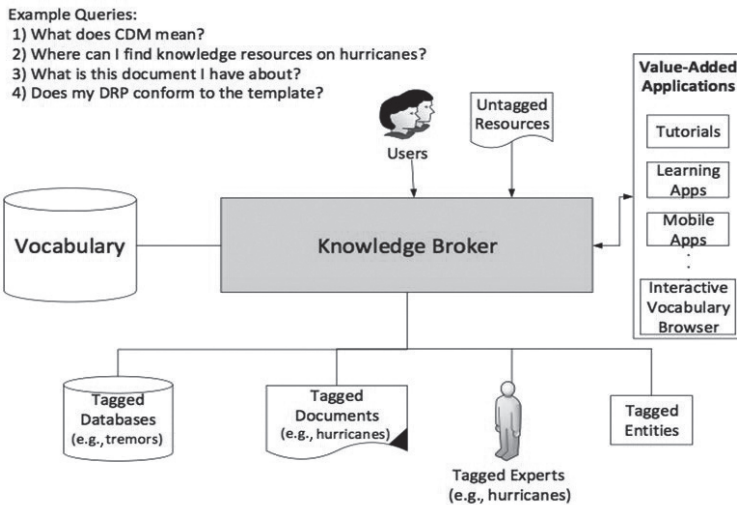 Example Queries:
1) What does CDM mean?
2) Where can I find knowledge resources on hurricanes?
3) What is this document I have about?
4) Does my DRP conform to the template?
Users
Untagged
Resources
Value-Added
Applications
Tutorials
Learning
Apps
Mobile
Apps
Interactive
Vocabulary
Browser
Vocabulary
Knowledge Broker
Tagged
Databases
(e.g., tremors)
Tagged
Documents
(e.g., hurricanes)
Tagged Experts
(e.g., hurricanes)
Tagged
Entities